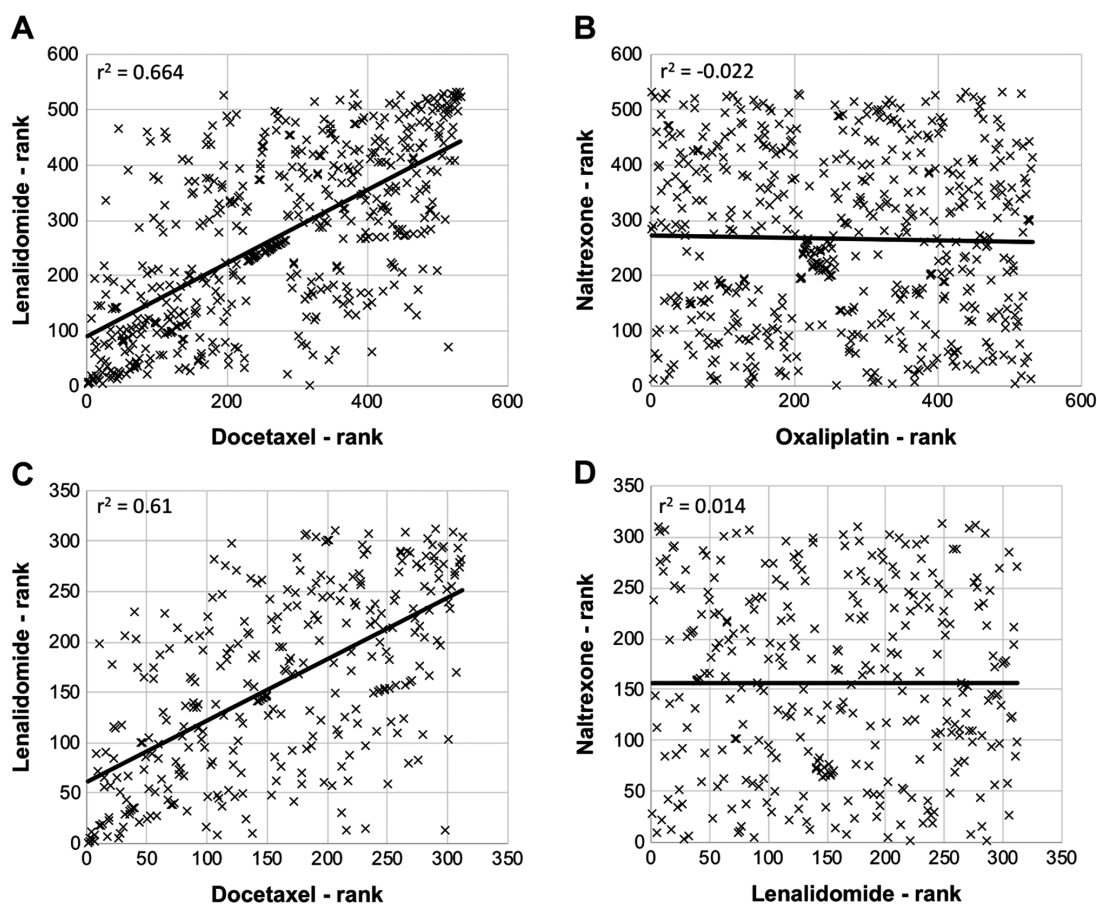 A
r² = 0.664
Lenalidomide - rank
600
500
400
300
200
100
0
0 200 400 600
Docetaxel - rank
B
r² = -0.022
Naltrexone - rank
600
500
400
300
200
100
0
0 200 400 600
Oxaliplatin - rank
C
r² = 0.61
Lenalidomide - rank
350
300
250
200
150
100
50
0
0 50 100 150 200 250 300 350
Docetaxel - rank
D
r² = 0.014
Naltrexone - rank
350
300
250
200
150
100
50
0
0 50 100 150 200 250 300 350
Lenalidomide - rank